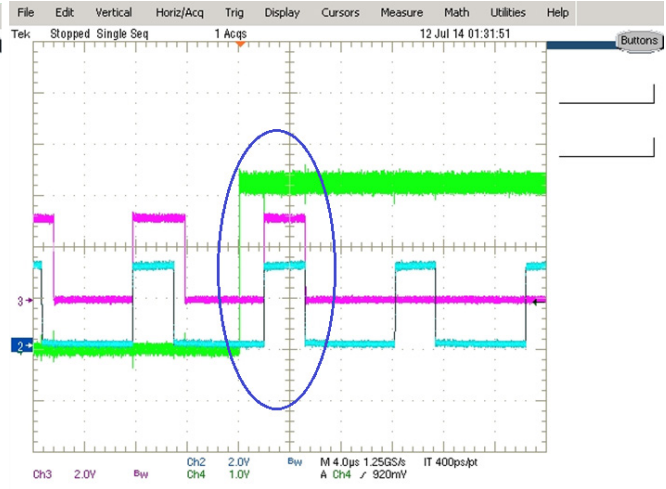 File Edit Vertical Horiz/Acq Trig Display Cursors Measure Math Utilities Help
Tek Stopped Single Seq 1 Acqs 12 Jul 14 01:31:51
Buttons
3
2
Ch2 2.0V Bw M 4.0µs 1.25GS/s IT 400ps/pt
Ch3 2.0V Bw Ch4 1.0V A Ch4 ∕ 920mV